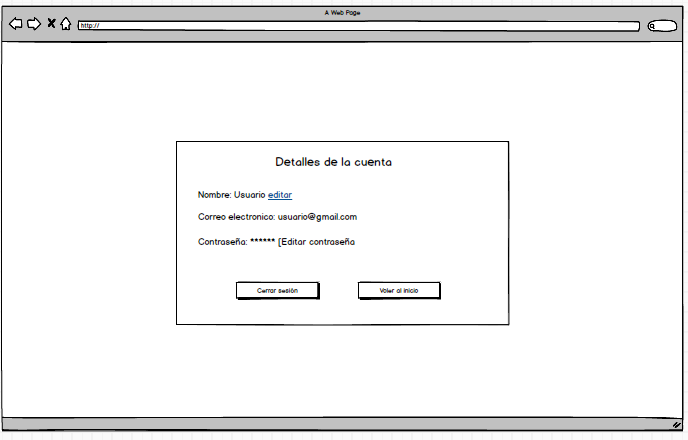 A Web Page
http://
Detalles de la cuenta
Nombre: Usuario editar
Correo electronico: usuario@gmail.com
Contraseña: ****** [Editar contraseña
Cerrar sesión
Voler al inicio